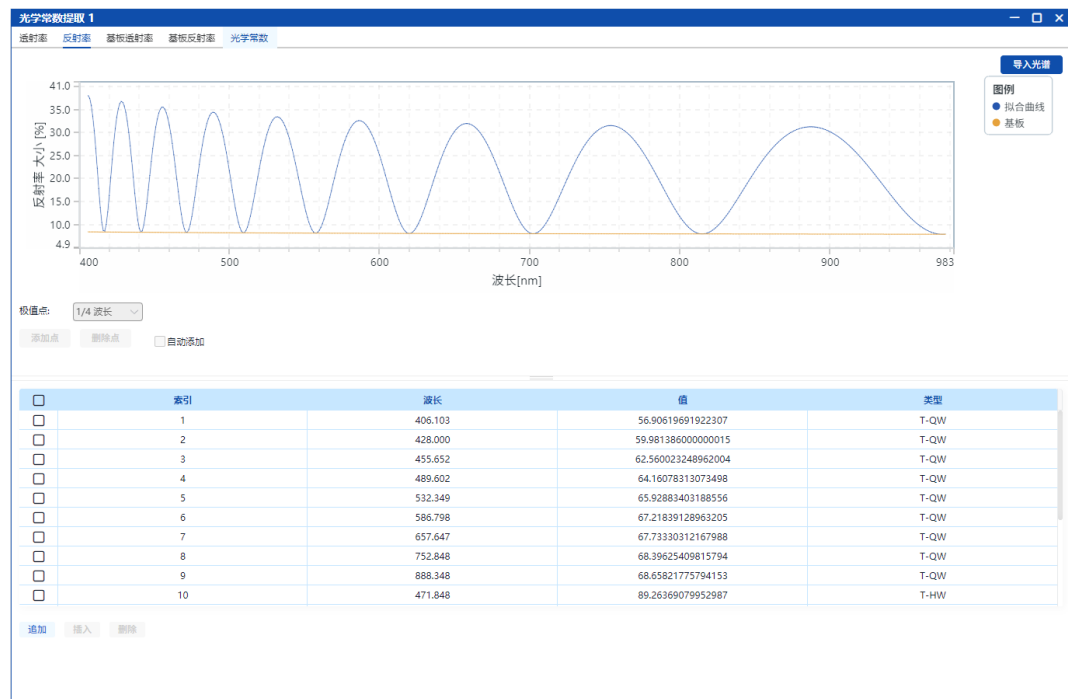 光学常数提取 1
透射率 反射率 基板透射率 基板反射率 光学常数
导入光谱
图例
拟合曲线
基板
反射率 大小 [%]
41.0
35.0
30.0
25.0
20.0
15.0
10.0
4.9
400 500 600 700 800 900 983
波长[nm]
极值点: 1/4 波长
添加点 删除点 自动添加
索引 波长 值 类型
1 406.103 56.90619691922307 T-QW
2 428.000 59.981386000000015 T-QW
3 455.652 62.560023248962004 T-QW
4 489.602 64.16078313073498 T-QW
5 532.349 65.92883403188556 T-QW
6 586.798 67.21839128963205 T-QW
7 657.647 67.73330312167988 T-QW
8 752.848 68.39625409815794 T-QW
9 888.348 68.65821775794153 T-QW
10 471.848 89.26369079952987 T-HW
追加 插入 删除